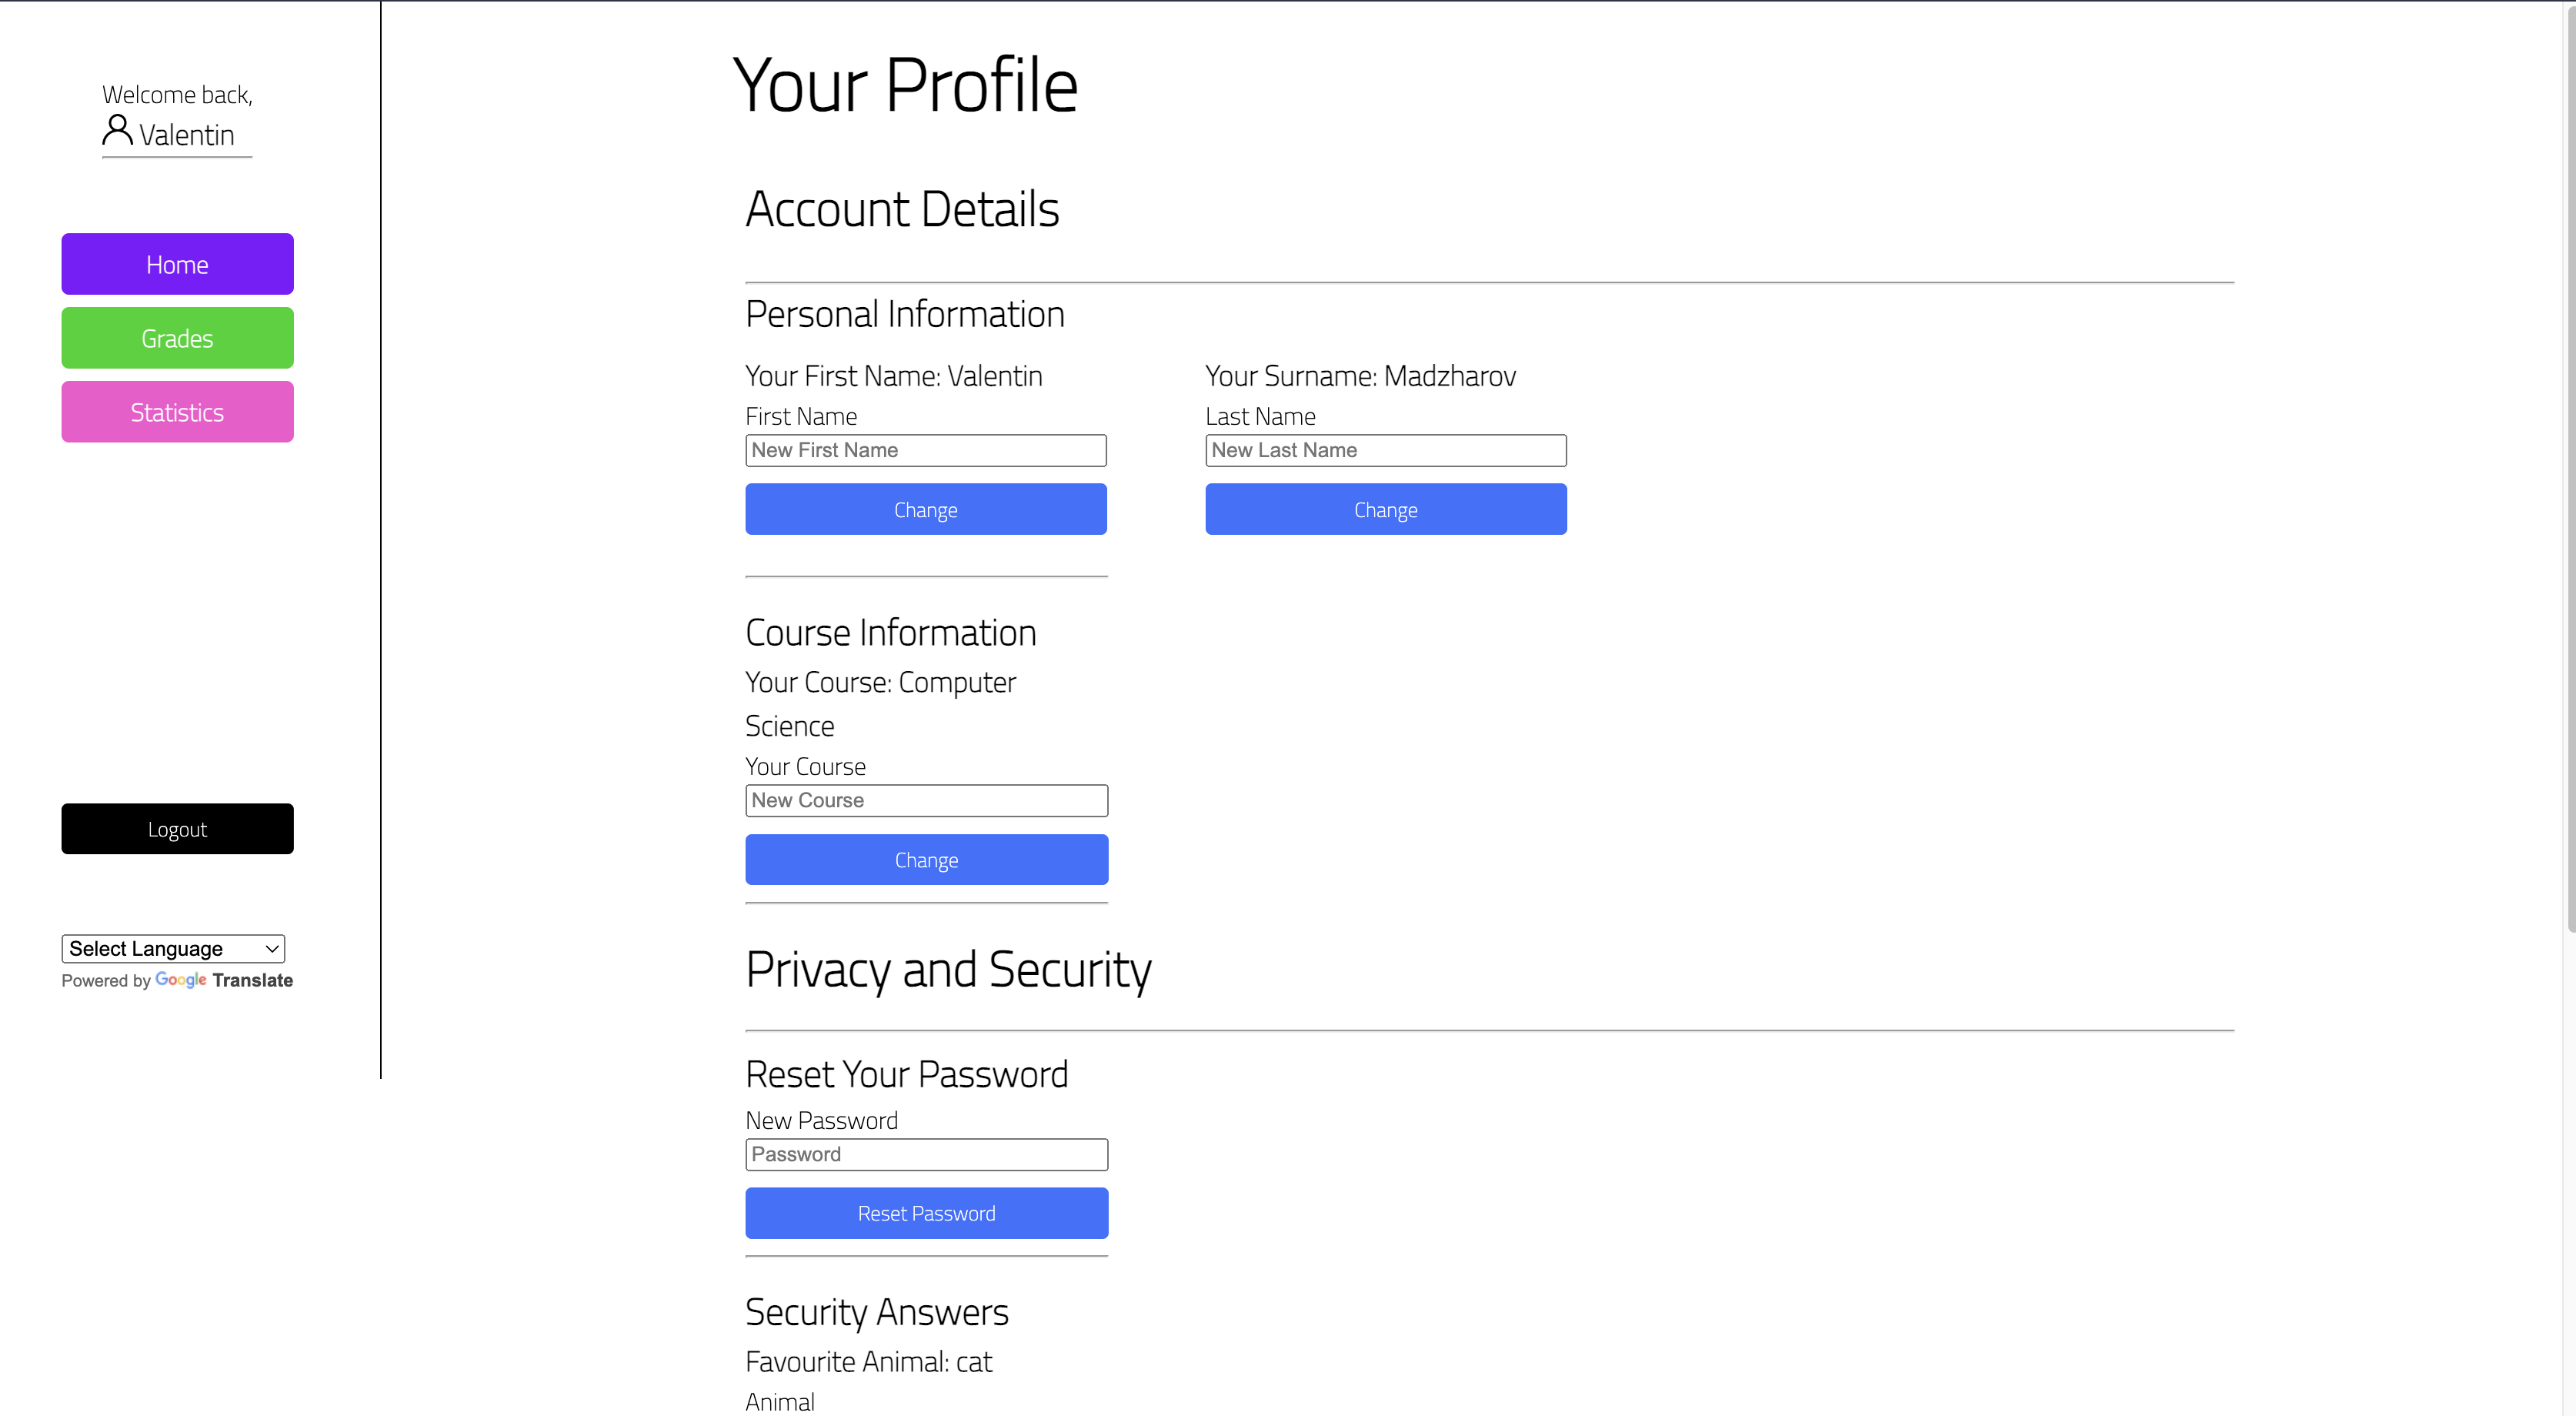 Welcome back,
Valentin
Home
Grades
Statistics
Logout
Select Language
Powered by Google Translate
Your Profile
Account Details
Personal Information
Your First Name: Valentin
First Name
New First Name
Change
Your Surname: Madzharov
Last Name
New Last Name
Change
Course Information
Your Course: Computer
Science
Your Course
New Course
Change
Privacy and Security
Reset Your Password
New Password
Password
Reset Password
Security Answers
Favourite Animal: cat
Animal